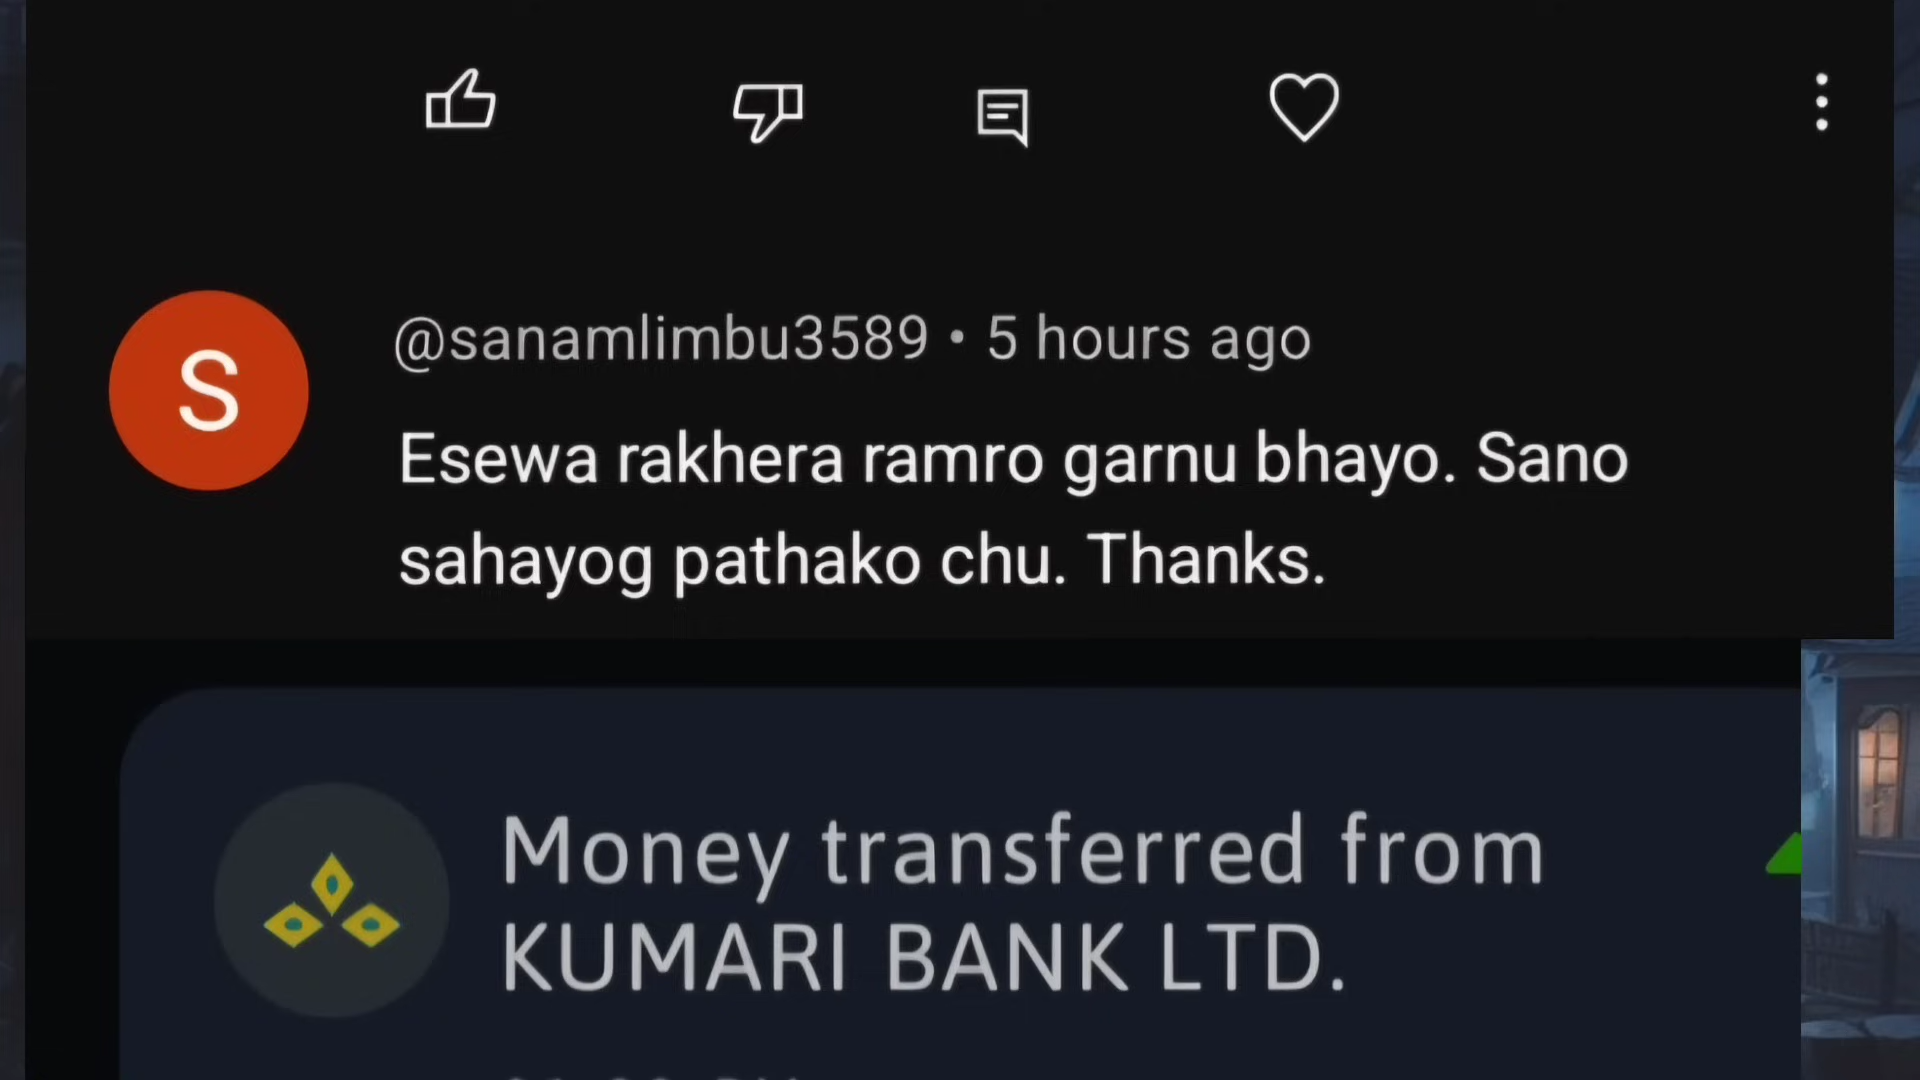 S
@sanamlimbu3589 • 5 hours ago
Esewa rakhera ramro garnu bhayo. Sano
sahayog pathako chu. Thanks.
Money transferred from
KUMARI BANK LTD.